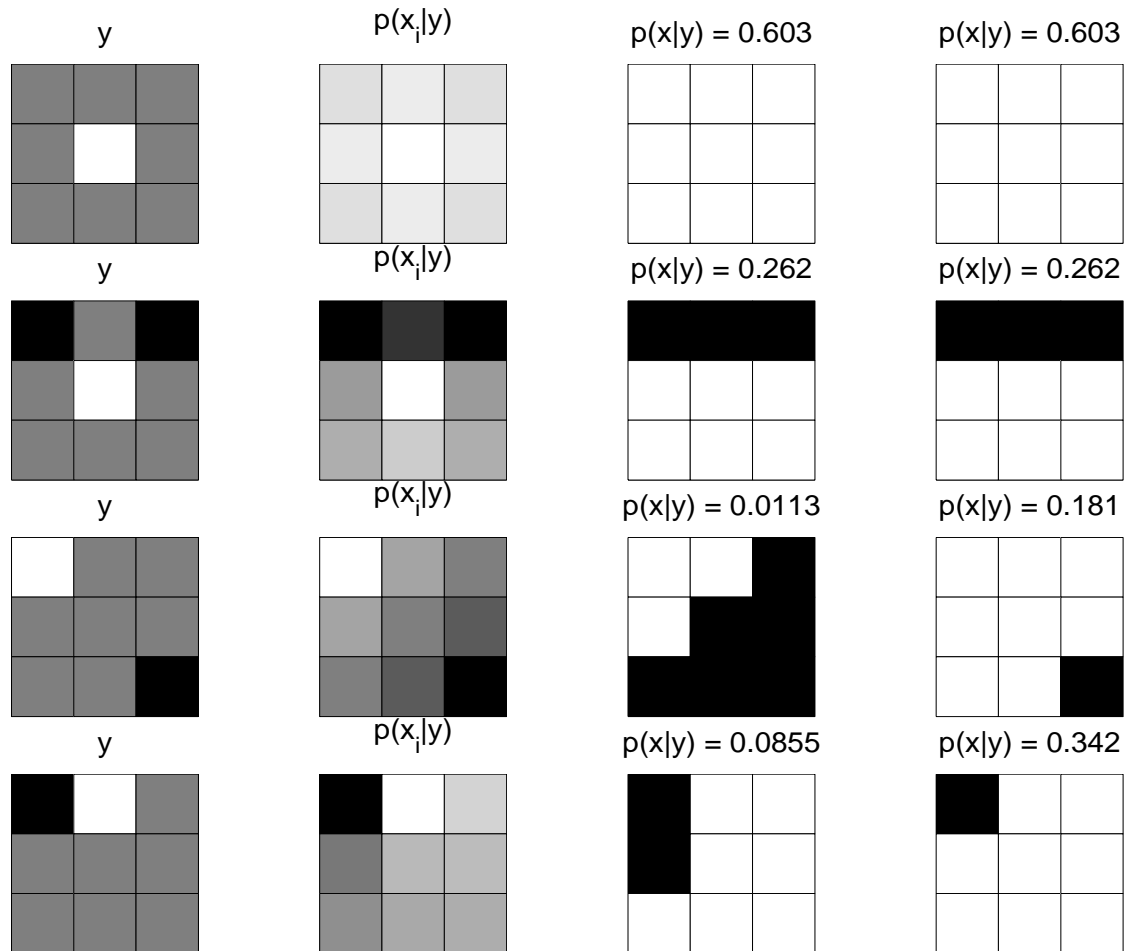 y p(x_i|y) p(x|y) = 0.603 p(x|y) = 0.603
y p(x_i|y) p(x|y) = 0.262 p(x|y) = 0.262
y p(x_i|y) p(x|y) = 0.0113 p(x|y) = 0.181
y p(x_i|y) p(x|y) = 0.0855 p(x|y) = 0.342